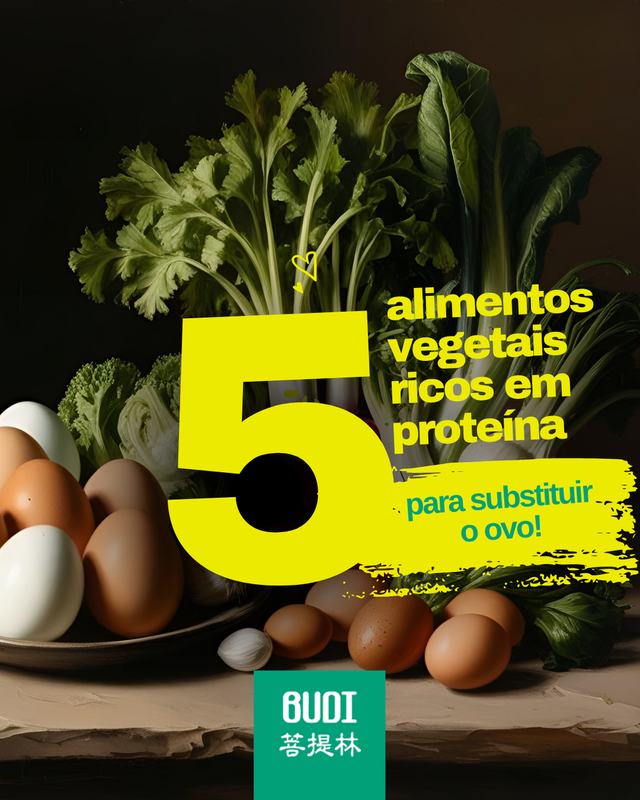 5
alimentos
vegetais
ricos em
proteína
para substituir
o ovo!
BUDI
菩提林